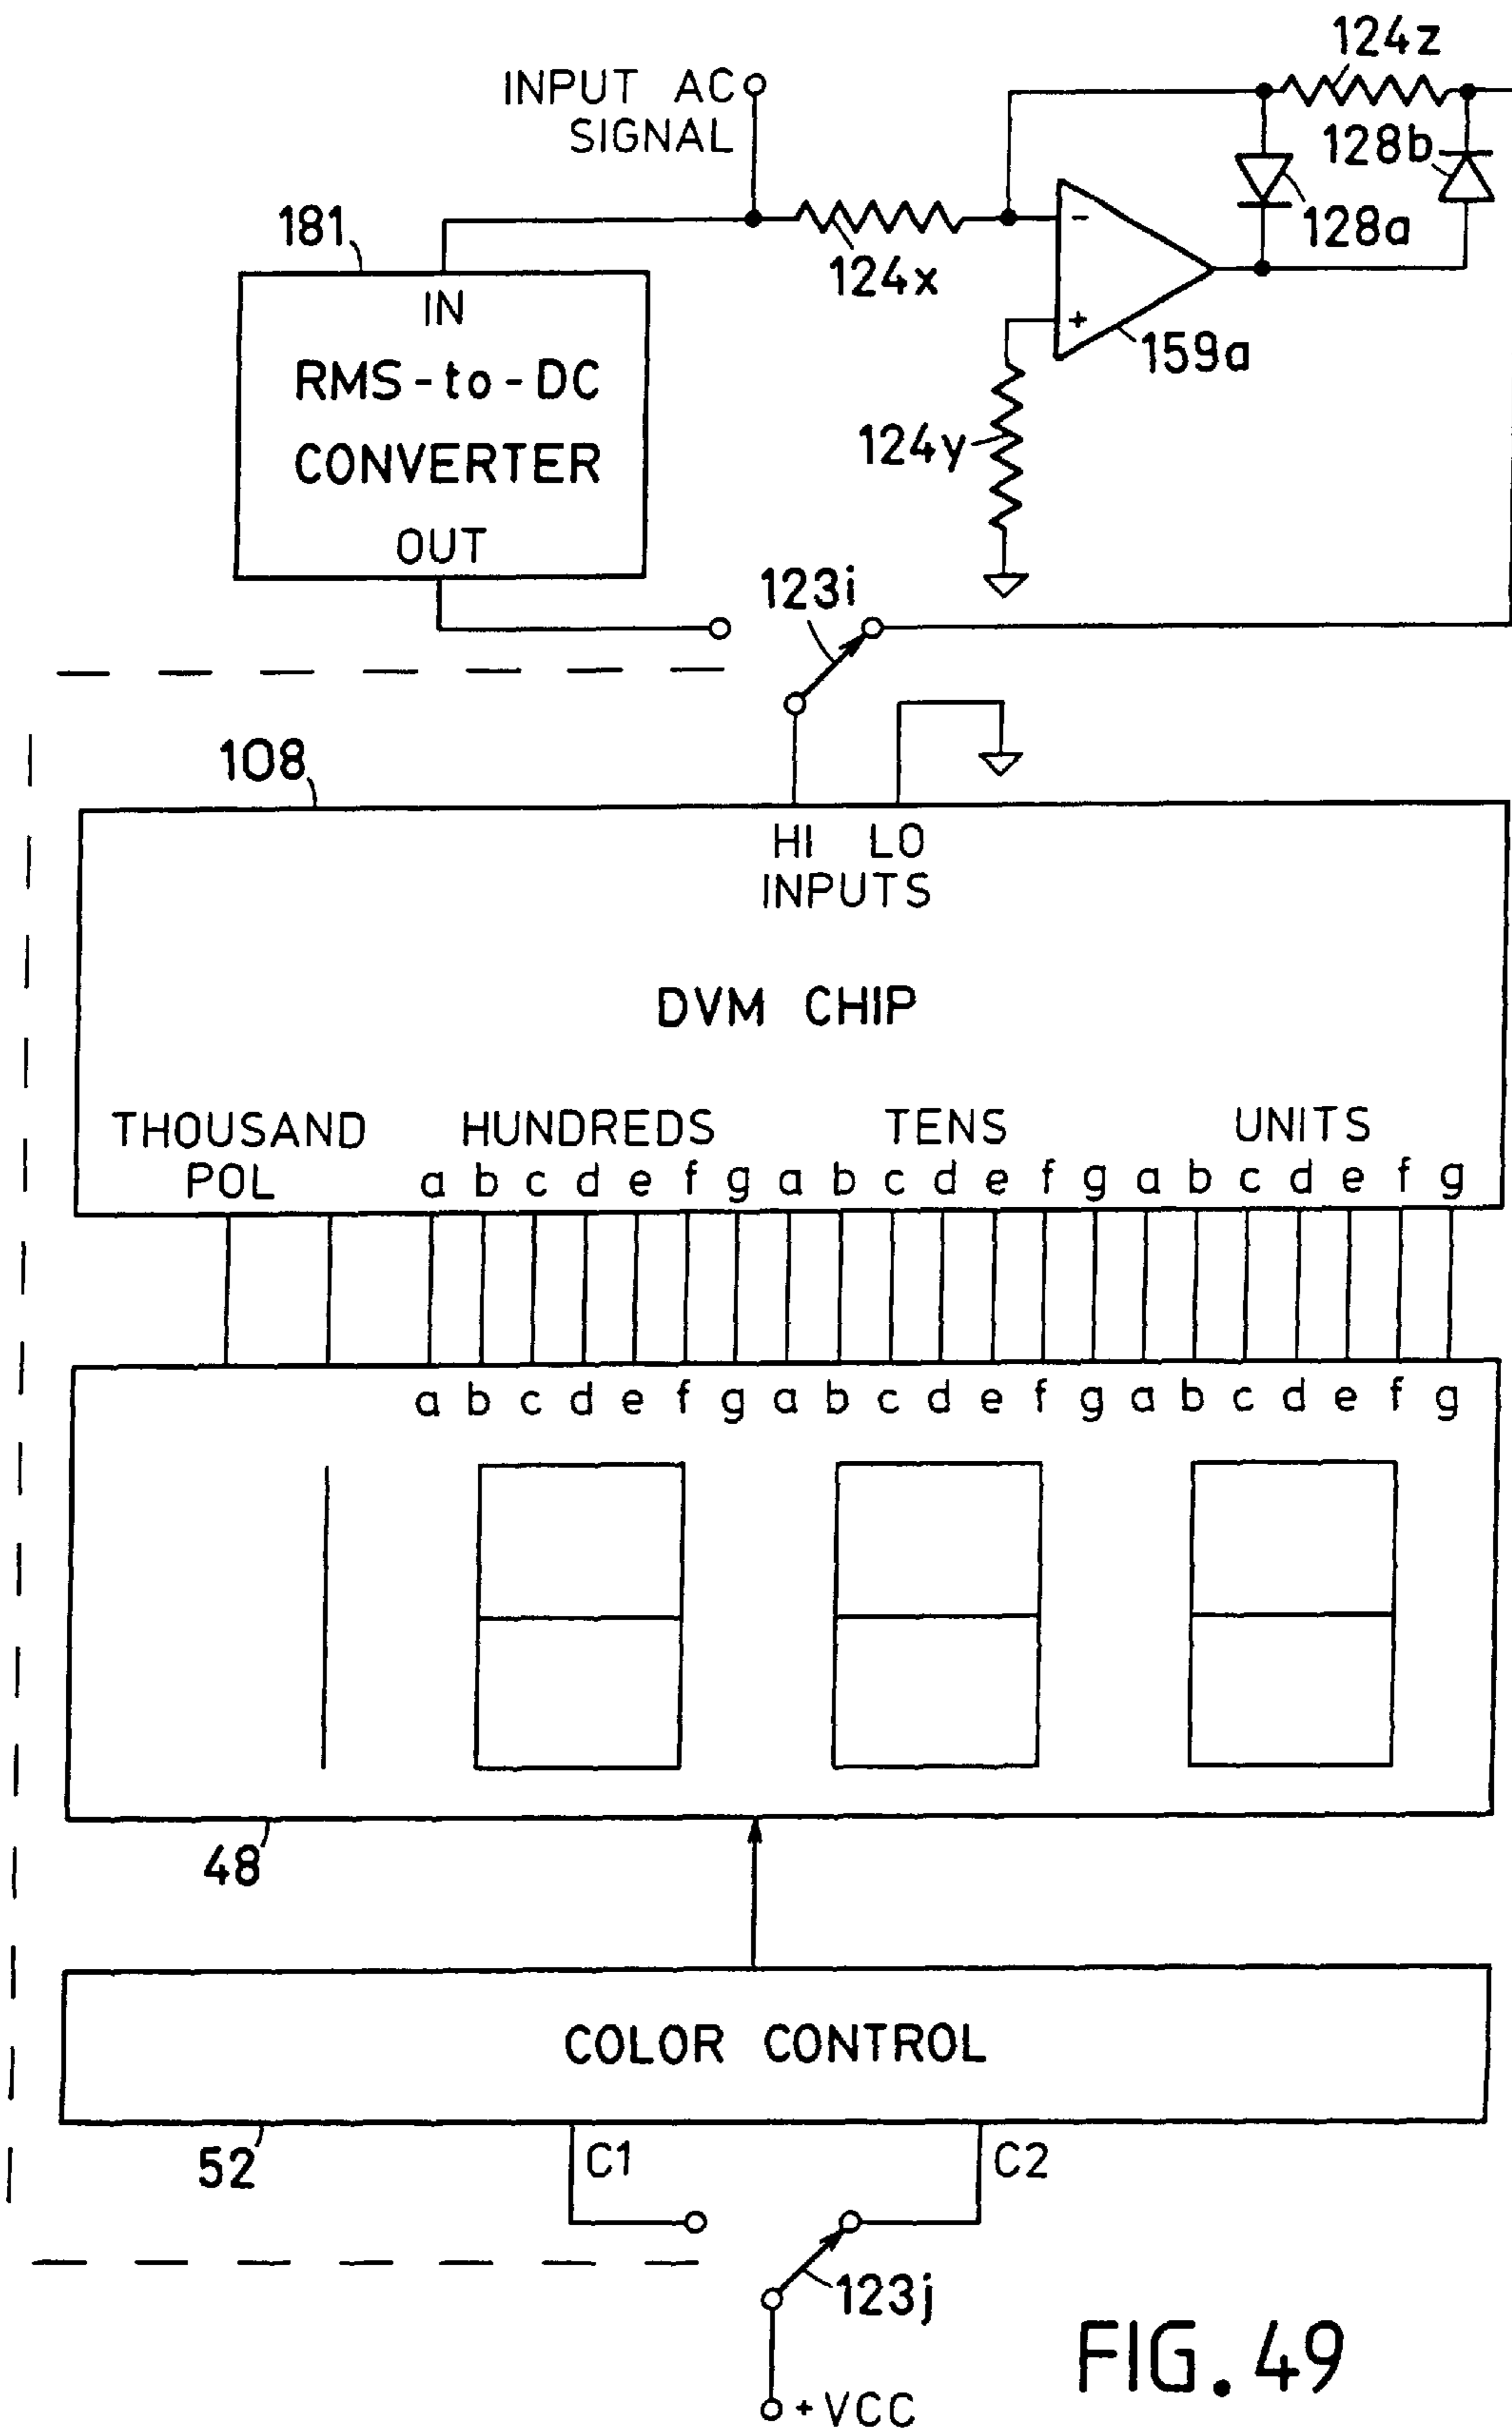 124z
INPUT AC
SIGNAL
128b
181
128a
124x
IN
-
+
159a
RMS-to-DC
CONVERTER
124y
OUT
123i
108
HI LO
INPUTS
DVM CHIP
THOUSAND HUNDREDS TENS UNITS
POL a b c d e f g a b c d e f g a b c d e f g
a b c d e f g a b c d e f g a b c d e f g
48
COLOR CONTROL
52
C1 C2
123j
+VCC
FIG. 49